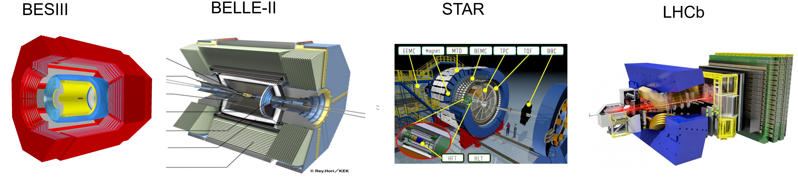 BESIII
BELLE-II
STAR
LHCb
EEMC Magnet MTD BEMC TPC TOF BBC
HFT HLT
© Rey.Hori/KEK